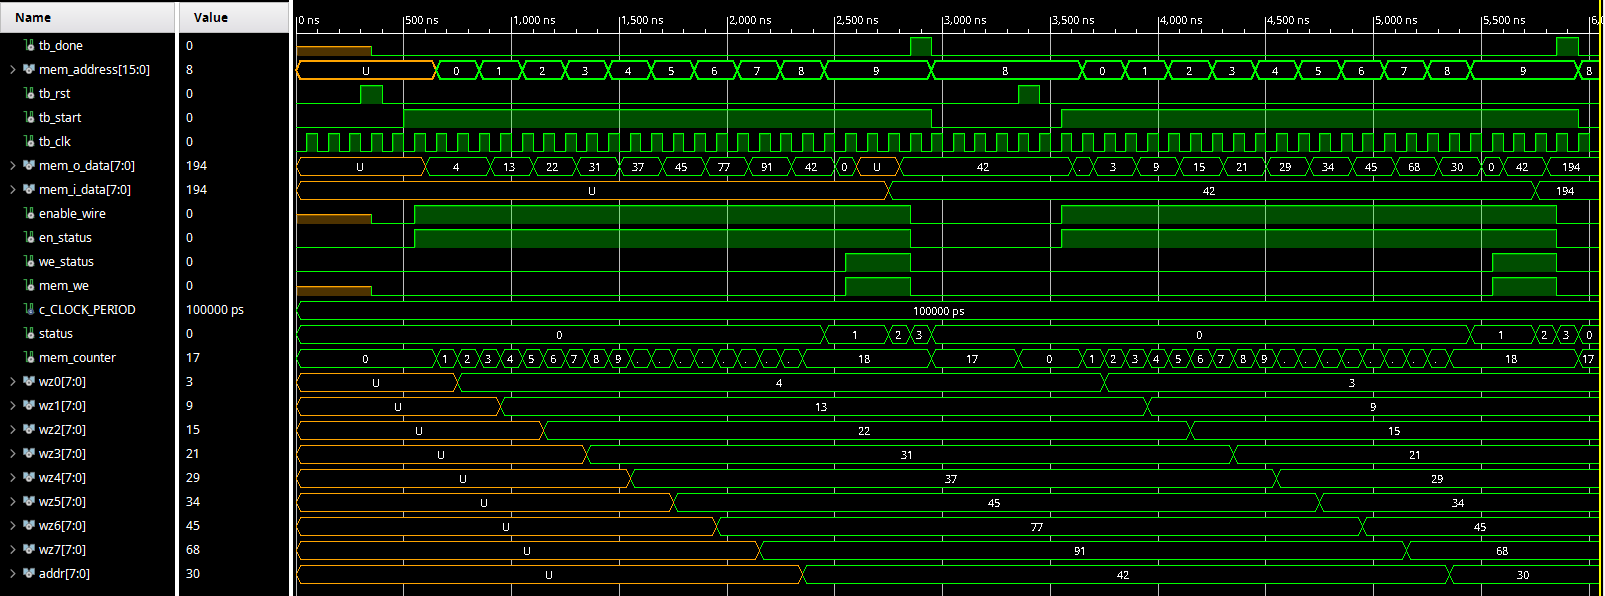 Name Value 0 ns 500 ns 1,000 ns 1,500 ns 2,000 ns 2,500 ns 3,000 ns 3,500 ns 4,000 ns 4,500 ns 5,000 ns 5,500 ns
tb_done 0
mem_address[15:0] 8 U 0 1 2 3 4 5 6 7 8 9 8 0 1 2 3 4 5 6 7 8 9 8
tb_rst 0
tb_start 0
tb_clk 0
mem_o_data[7:0] 194 U 4 13 22 31 37 45 77 91 42 0 U 42 . 3 9 15 21 29 34 45 68 30 0 42 194
mem_i_data[7:0] 194 U 42 194
enable_wire 0
en_status 0
we_status 0
mem_we 0
c_CLOCK_PERIOD 100000 ps 100000 ps
status 0 0 1 2 3 0 1 2 3 0
mem_counter 17 0 1 2 3 4 5 6 7 8 9 . . . . . . . . 18 17 0 1 2 3 4 5 6 7 8 9 . . . . . . . . 18 17
wz0[7:0] 3 U 4 3
wz1[7:0] 9 U 13 9
wz2[7:0] 15 U 22 15
wz3[7:0] 21 U 31 21
wz4[7:0] 29 U 37 29
wz5[7:0] 34 U 45 34
wz6[7:0] 45 U 77 45
wz7[7:0] 68 U 91 68
addr[7:0] 30 U 42 30